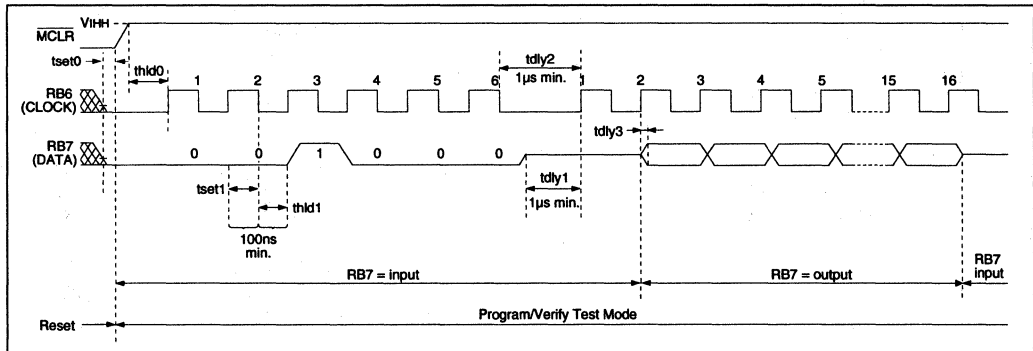 VIHH
MCLR
tset0
thld0
tdly2
1µs min.
1 2 3 4 5 6 1 2 3 4 5 15 16
RB6
(CLOCK)
tdly3
RB7
(DATA)
0 0 1 0 0 0
tset1
tdly1
1µs min.
thld1
100ns
min.
RB7 = input
RB7 = output
RB7
input
Reset
Program/Verify Test Mode